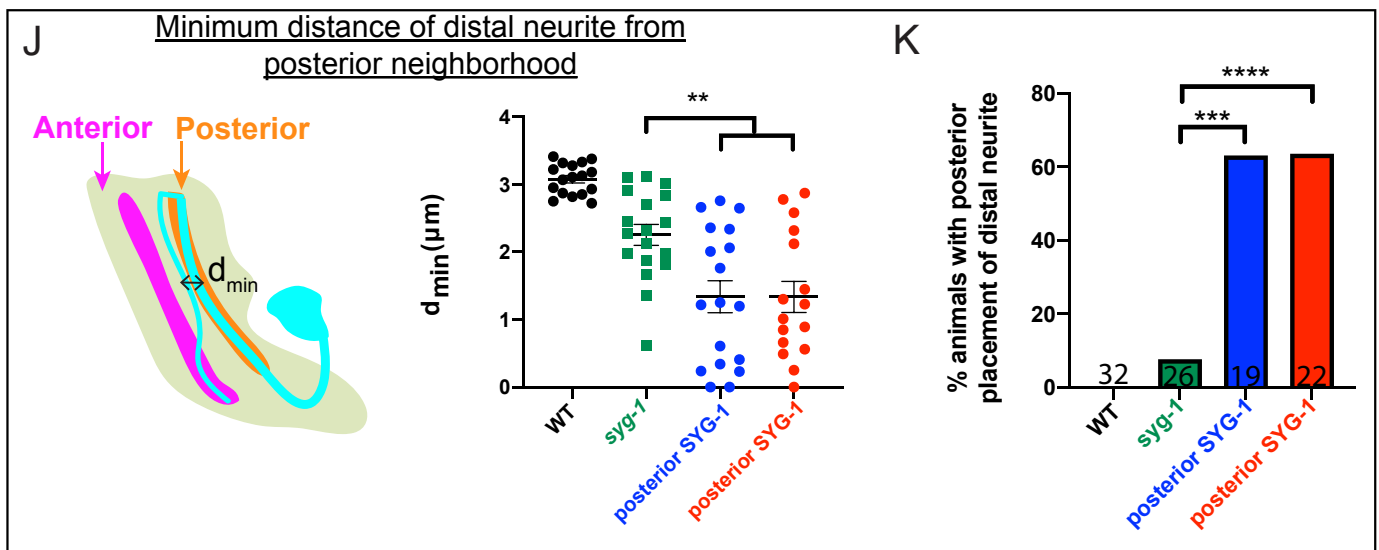 J
Minimum distance of distal neurite from
posterior neighborhood
Anterior
Posterior
dmin
dmin(µm)
4
3
2
1
0
**
WT
syg-1
posterior SYG-1
posterior SYG-1
K
% animals with posterior
placement of distal neurite
80
60
40
20
0
****
***
32
26
19
22
WT
syg-1
posterior SYG-1
posterior SYG-1